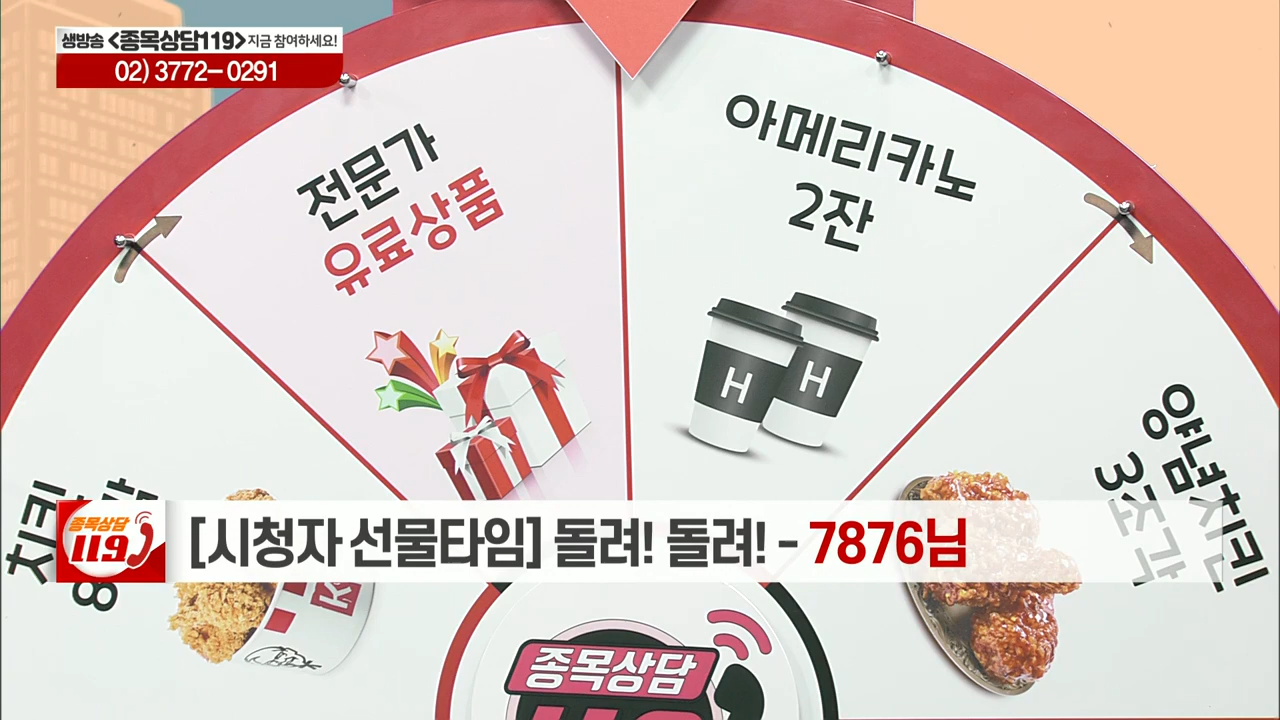 생방송 <종목상담119> 지금 참여하세요!
02) 3772-0291
전문가
유료상품
아메리카노
2잔
H H
양념치킨
3조각
치킨
8
종목상담
119
[시청자 선물타임] 돌려! 돌려! - 7876님
종목상담